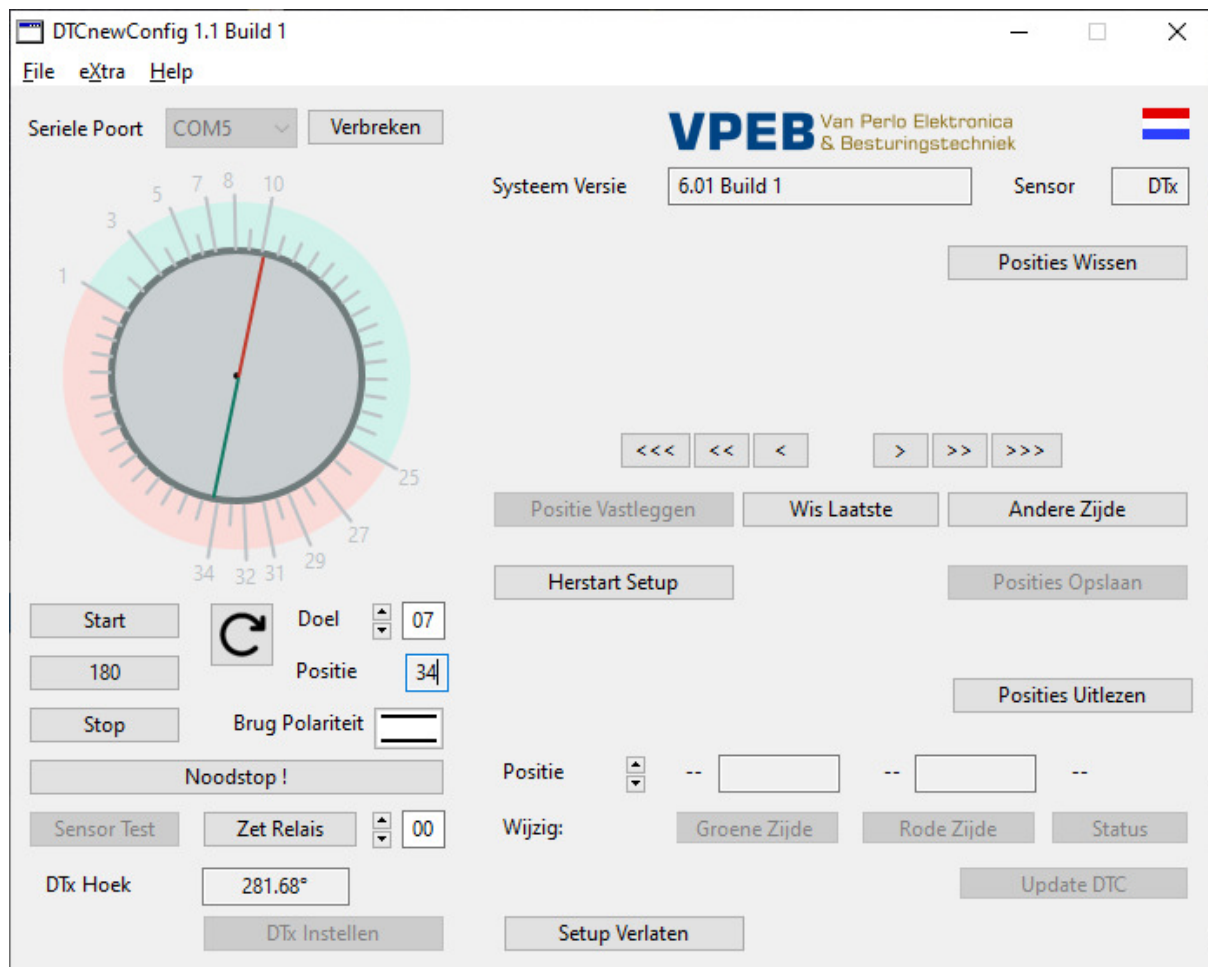 DTCnewConfig 1.1 Build 1
File eXtra Help
Seriele Poort COM5 Verbreken
VPEB Van Perlo Elektronica
& Besturingstechniek
Systeem Versie 6.01 Build 1 Sensor DTx
Posities Wissen
1 3 5 7 8 10
25 27 29 31 32 34
<<< << < > >> >>>
Positie Vastleggen Wis Laatste Andere Zijde
Herstart Setup Posities Opslaan
Start Doel 07
180 Positie 34
Posities Uitlezen
Stop Brug Polariteit
Noodstop !
Positie -- -- --
Sensor Test Zet Relais 00
Wijzig: Groene Zijde Rode Zijde Status
DTx Hoek 281.68°
Update DTC
DTx Instellen
Setup Verlaten